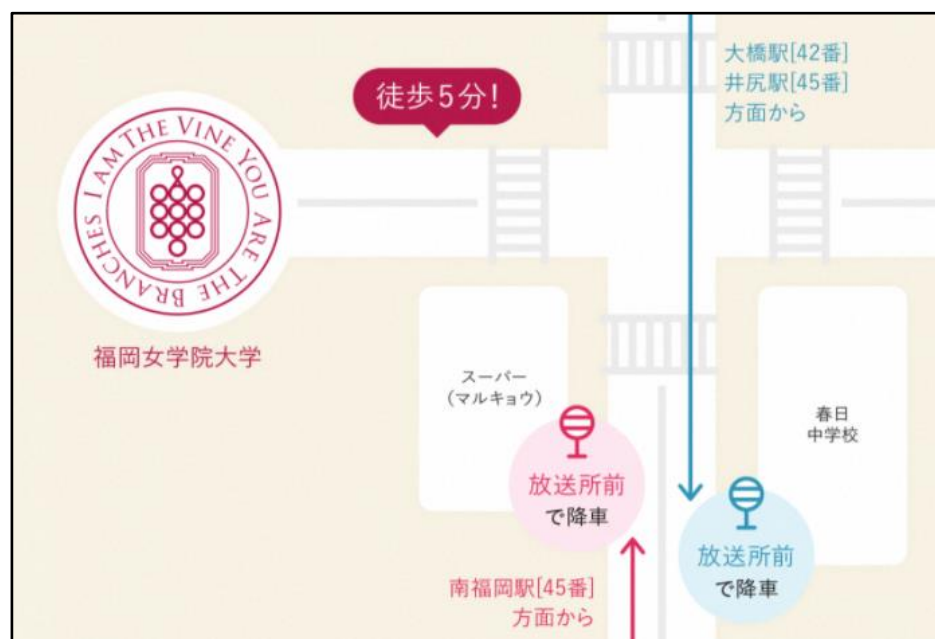 大橋駅[42番]
井尻駅[45番]
方面から
徒歩5分!
I AM THE VINE YOU ARE THE BRANCHES
福岡女学院大学
スーパー
(マルキョウ)
春日
中学校
放送所前
で降車
放送所前
で降車
南福岡駅[45番]
方面から